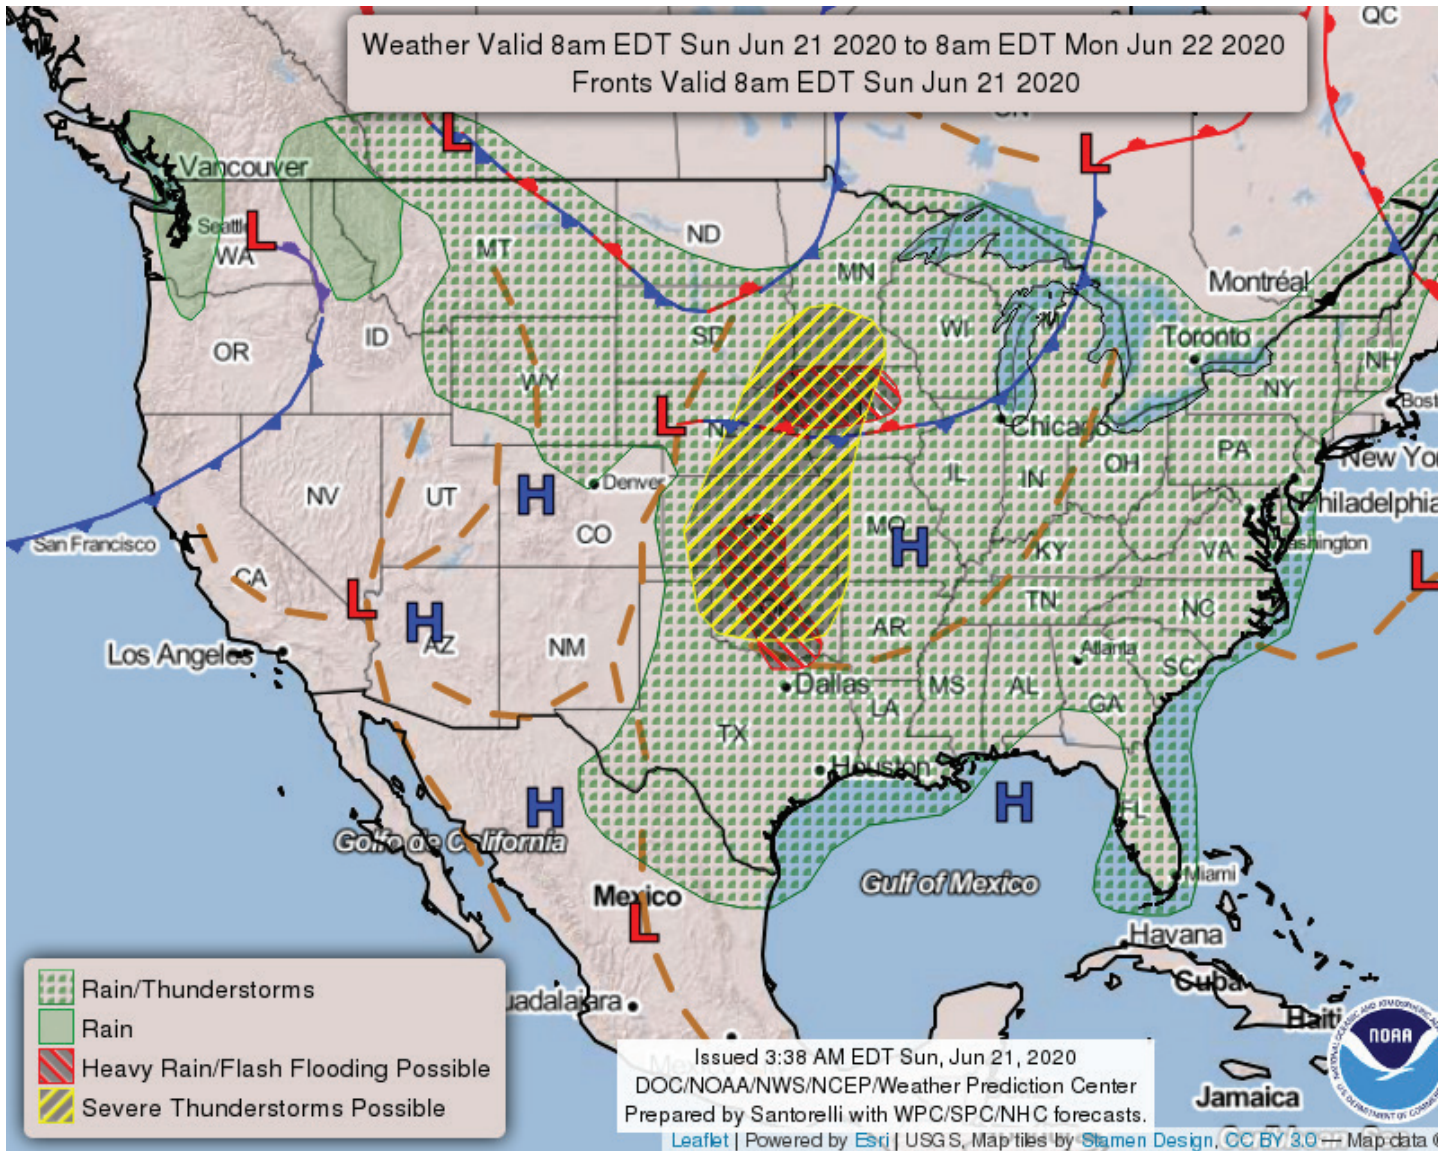 QC
Weather Valid 8am EDT Sun Jun 21 2020 to 8am EDT Mon Jun 22 2020
Fronts Valid 8am EDT Sun Jun 21 2020
L
L
Vancouver
Seattle
L
WA
MT
ND
MN
Montréal
OR
ID
SD
WI
Toronto
NH
WY
NY
L
Chicago
NV
UT
H
Denver
IL
IN
OH
PA
New Yo
Philadelphia
San Francisco
CO
MO
H
KY
VA
CA
L
H
AZ
NM
AR
TN
NC
L
Los Angeles
Dallas
MS
AL
Atlanta
SC
GA
LA
TX
Houston
H
H
FL
Golfo de California
Gulf of Mexico
Miami
Mexico
L
Havana
Cuba
Haiti
Rain/Thunderstorms
Rain
Heavy Rain/Flash Flooding Possible
Severe Thunderstorms Possible
uadalajara
NOAA
Issued 3:38 AM EDT Sun, Jun 21, 2020
DOC/NOAA/NWS/NCEP/Weather Prediction Center
Prepared by Santorelli with WPC/SPC/NHC forecasts.
Jamaica
Leaflet | Powered by Esri | USGS, Map tiles by Stamen Design, CC BY 3.0 — Map data ©